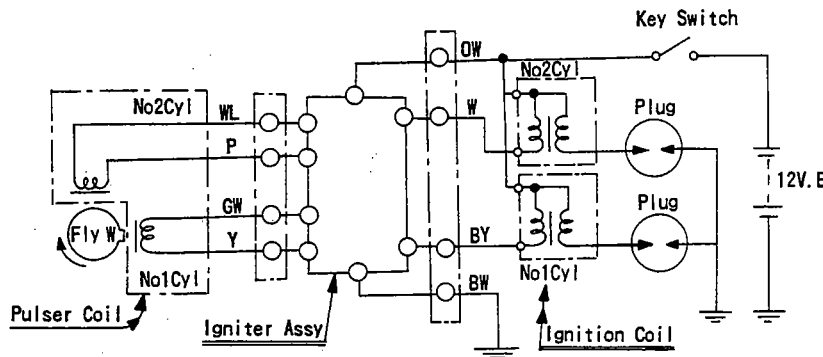 Key Switch
OW
No2Cyl
No2Cyl
WL
W
Plug
P
12V.B
GW
Plug
Fly W
Y
BY
No1Cyl
No1Cyl
BW
Pulser Coil
Igniter Assy
Ignition Coil